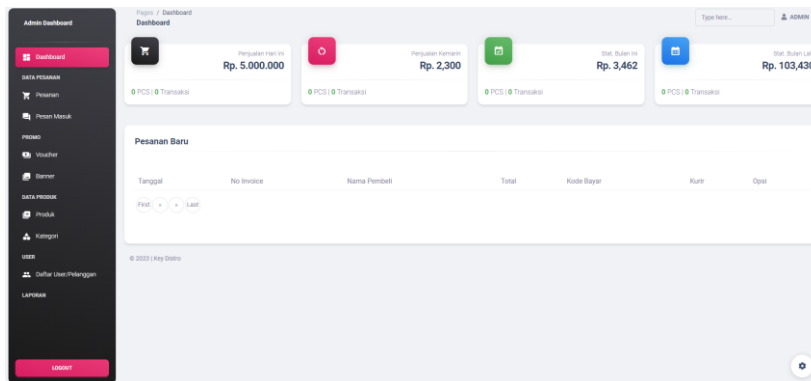 Admin Dashboard
Dashboard
DATA PESANAN
Pesanan
Pesan Masuk
PROMO
Voucher
Banner
DATA PRODUK
Produk
Kategori
USER
Daftar User/Pelanggan
LAPORAN
LOGOUT
Pages / Dashboard
Dashboard
Type here...
ADMIN
Penjualan Hari Ini
Rp. 5.000.000
0 PCS | 0 Transaksi
Penjualan Kemarin
Rp. 2,300
0 PCS | 0 Transaksi
Stat. Bulan Ini
Rp. 3,462
0 PCS | 0 Transaksi
Stat. Bulan
Rp. 103,430
0 PCS | 0 Transaksi
Pesanan Baru
Tanggal No Invoice Nama Pembeli Total Kode Bayar Kurir Opsi
First « » Last
© 2023 | Key Distro